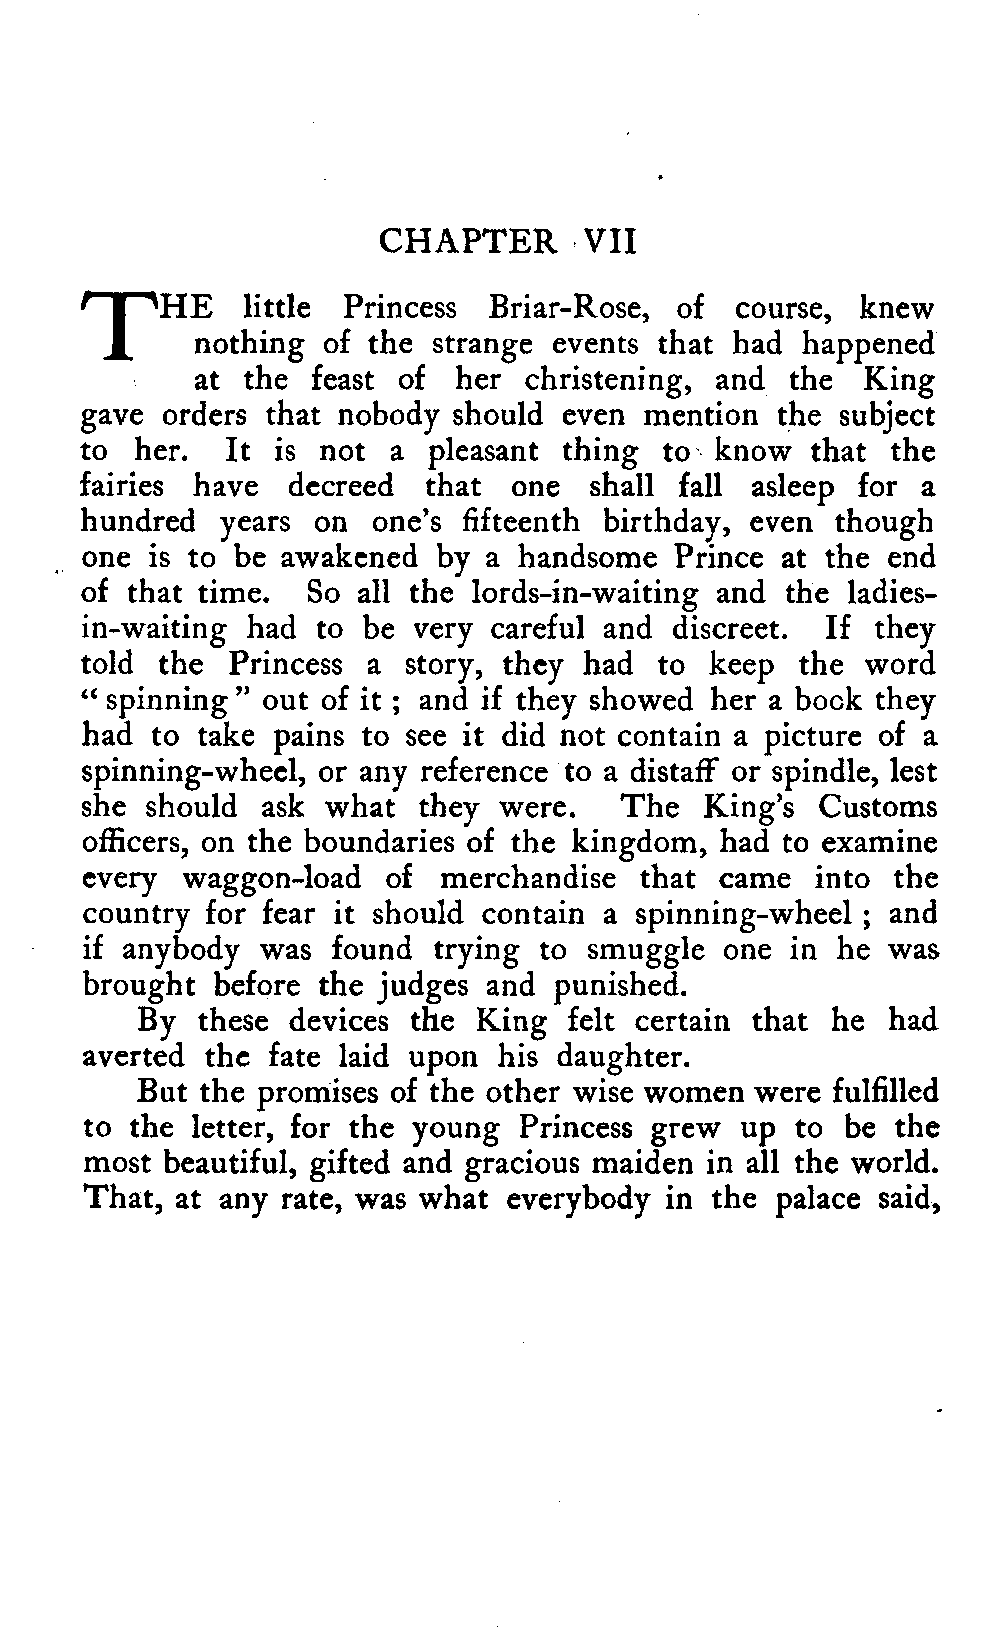 CHAPTER VII
THE little Princess Briar-Rose, of course, knew
nothing of the strange events that had happened
at the feast of her christening, and the King
gave orders that nobody should even mention the subject
to her. It is not a pleasant thing to know that the
fairies have decreed that one shall fall asleep for a
hundred years on one's fifteenth birthday, even though
one is to be awakened by a handsome Prince at the end
of that time. So all the lords-in-waiting and the ladies-
in-waiting had to be very careful and discreet. If they
told the Princess a story, they had to keep the word
“ spinning ” out of it ; and if they showed her a book they
had to take pains to see it did not contain a picture of a
spinning-wheel, or any reference to a distaff or spindle, lest
she should ask what they were. The King's Customs
officers, on the boundaries of the kingdom, had to examine
every waggon-load of merchandise that came into the
country for fear it should contain a spinning-wheel ; and
if anybody was found trying to smuggle one in he was
brought before the judges and punished.
By these devices the King felt certain that he had
averted the fate laid upon his daughter.
But the promises of the other wise women were fulfilled
to the letter, for the young Princess grew up to be the
most beautiful, gifted and gracious maiden in all the world.
That, at any rate, was what everybody in the palace said,